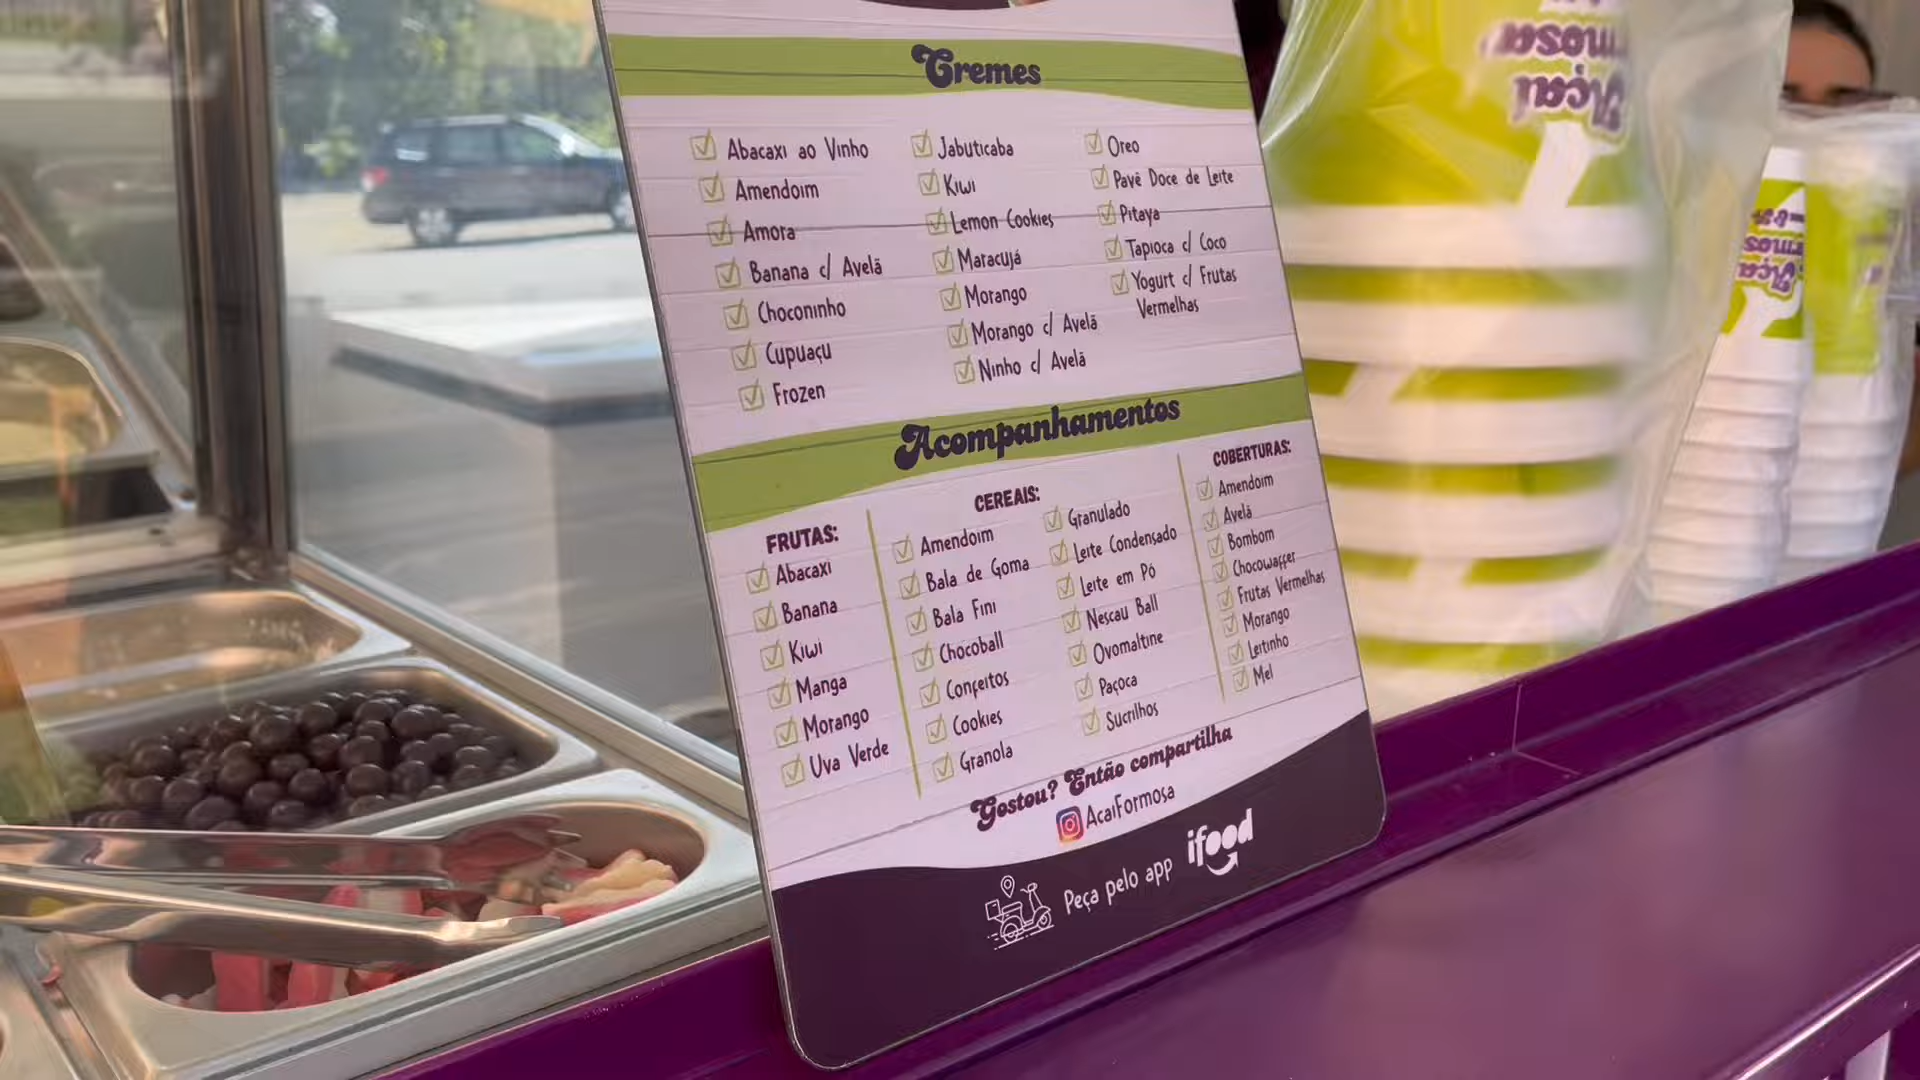 Cremes
Abacaxi ao Vinho
Amendoim
Amora
Banana c/ Avelã
Choconinho
Cupuaçu
Frozen
Jabuticaba
Kiwi
Lemon Cookies
Maracujá
Morango
Morango c/ Avelã
Ninho c/ Avelã
Oreo
Pavê Doce de Leite
Pitaya
Tapioca c/ Coco
Yogurt c/ Frutas
Vermelhas
Acompanhamentos
FRUTAS:
Abacaxi
Banana
Kiwi
Manga
Morango
Uva Verde
CEREAIS:
Amendoim
Bala de Goma
Bala Fini
Chocoball
Confeitos
Cookies
Granola
Granulado
Leite Condensado
Leite em Pó
Nescau Ball
Ovomaltine
Paçoca
Sucrilhos
COBERTURAS:
Amendoim
Avelã
Bombom
Chocowaffer
Frutas Vermelhas
Morango
Leitinho
Mel
Gostou? Então compartilha
AcaiFormosa
Peça pelo app
ifood
Açaí